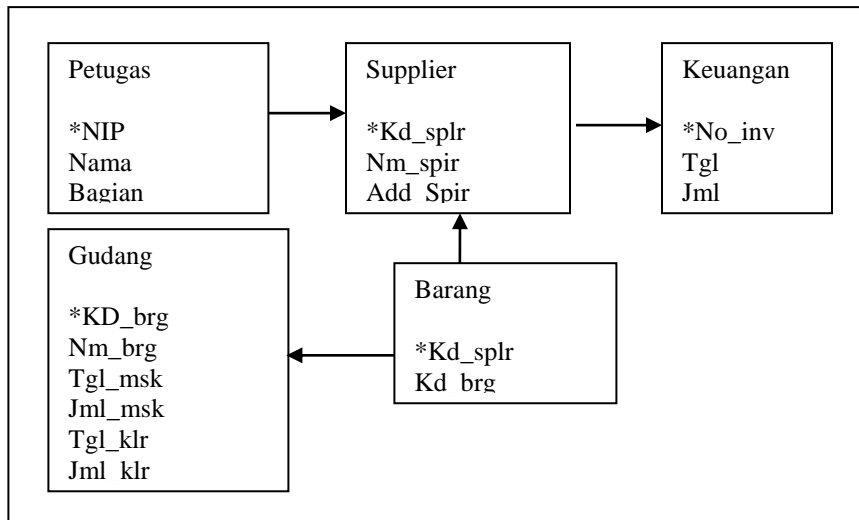 Petugas
*NIP
Nama
Bagian
Supplier
*Kd_splr
Nm_spir
Add_Spir
Keuangan
*No_inv
Tgl
Jml
Gudang
*KD_brg
Nm_brg
Tgl_msk
Jml_msk
Tgl_klr
Jml_klr
Barang
*Kd_splr
Kd_brg